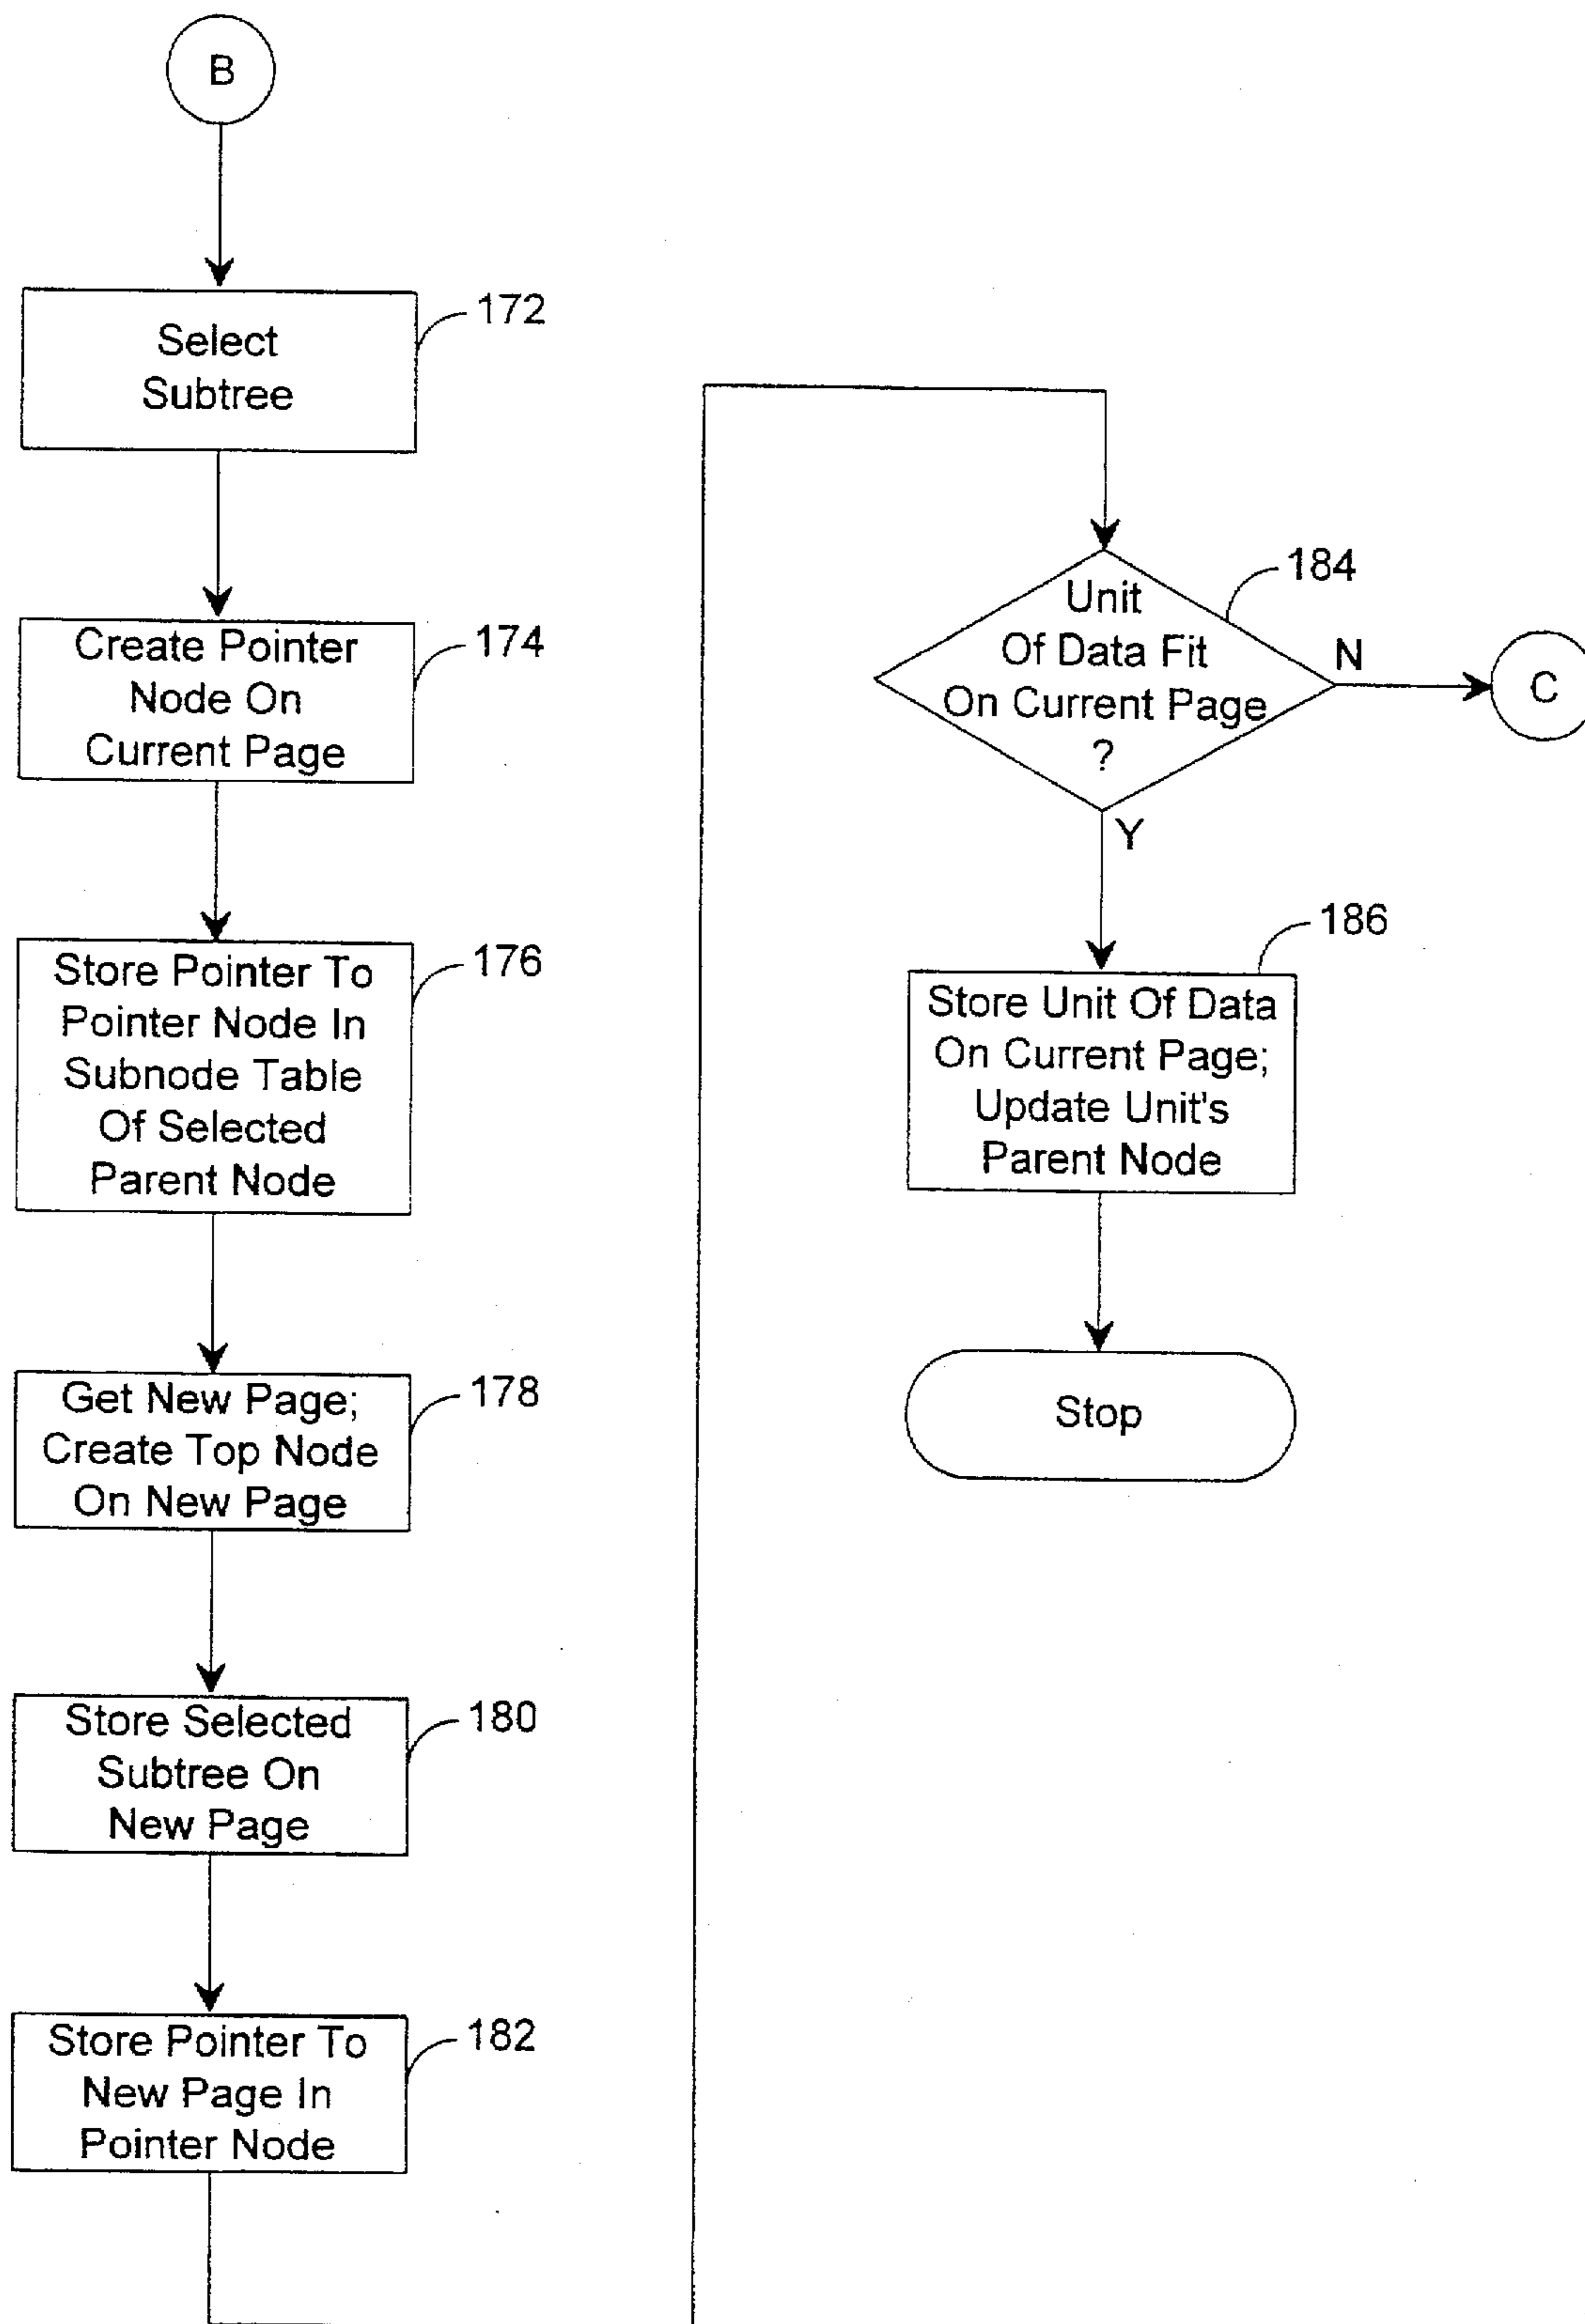 B
Select
Subtree
172
Create Pointer
Node On
Current Page
174
Store Pointer To
Pointer Node In
Subnode Table
Of Selected
Parent Node
176
Get New Page;
Create Top Node
On New Page
178
Store Selected
Subtree On
New Page
180
Store Pointer To
New Page In
Pointer Node
182
Unit
Of Data Fit
On Current Page
?
184
N
C
Y
Store Unit Of Data
On Current Page;
Update Unit's
Parent Node
186
Stop